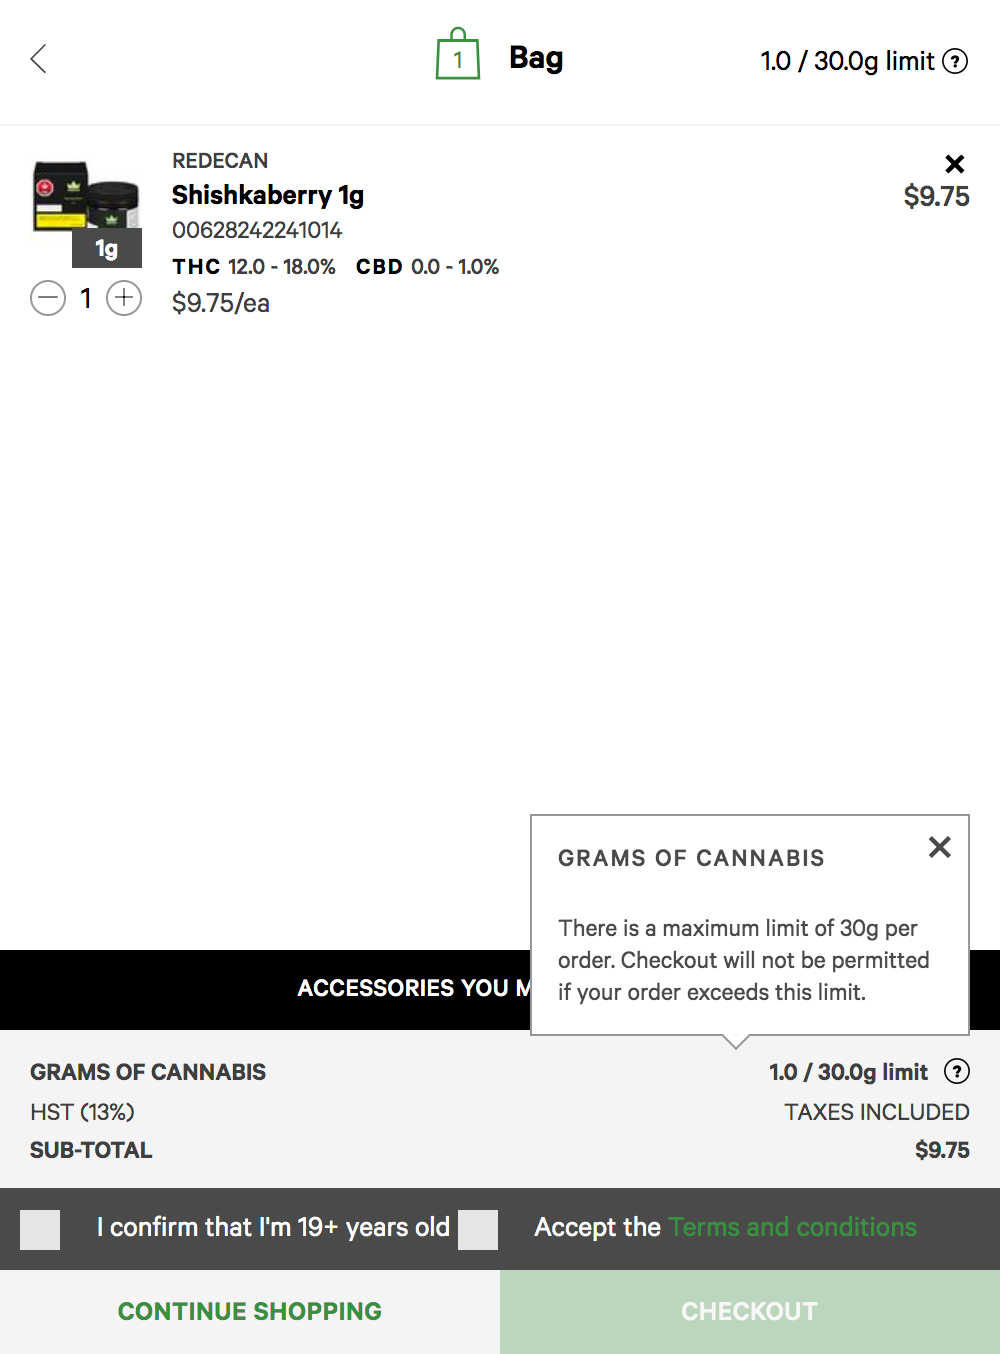 1
Bag
1.0 / 30.0g limit ?
REDECAN
Shishkaberry 1g
$9.75
00628242241014
1g
THC 12.0 - 18.0% CBD 0.0 - 1.0%
1
$9.75/ea
GRAMS OF CANNABIS
There is a maximum limit of 30g per
order. Checkout will not be permitted
if your order exceeds this limit.
ACCESSORIES YOU M
GRAMS OF CANNABIS
1.0 / 30.0g limit ?
HST (13%)
TAXES INCLUDED
SUB-TOTAL
$9.75
I confirm that I'm 19+ years old
Accept the Terms and conditions
CONTINUE SHOPPING
CHECKOUT